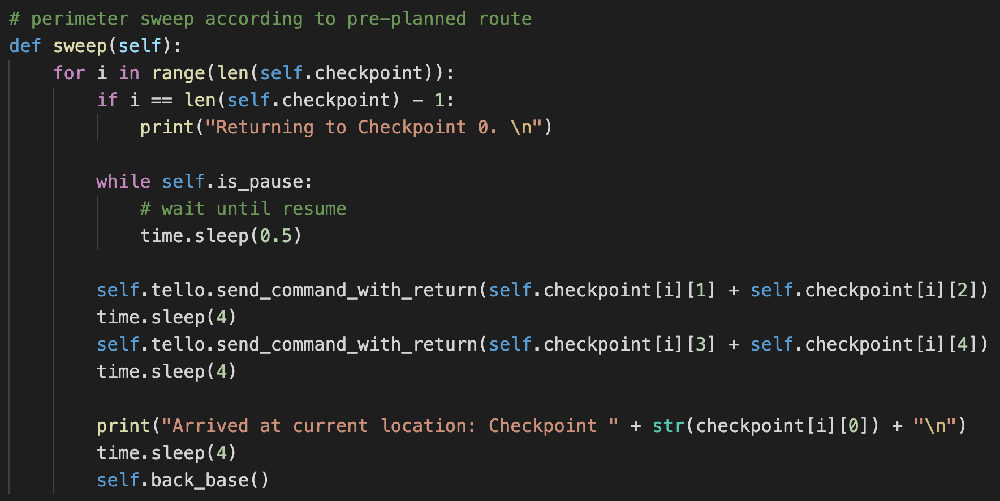 # perimeter sweep according to pre-planned route
def sweep(self):
    for i in range(len(self.checkpoint)):
        if i == len(self.checkpoint) - 1:
            print("Returning to Checkpoint 0. \n")

        while self.is_pause:
            # wait until resume
            time.sleep(0.5)

        self.tello.send_command_with_return(self.checkpoint[i][1] + self.checkpoint[i][2])
        time.sleep(4)
        self.tello.send_command_with_return(self.checkpoint[i][3] + self.checkpoint[i][4])
        time.sleep(4)

        print("Arrived at current location: Checkpoint " + str(checkpoint[i][0]) + "\n")
        time.sleep(4)
        self.back_base()